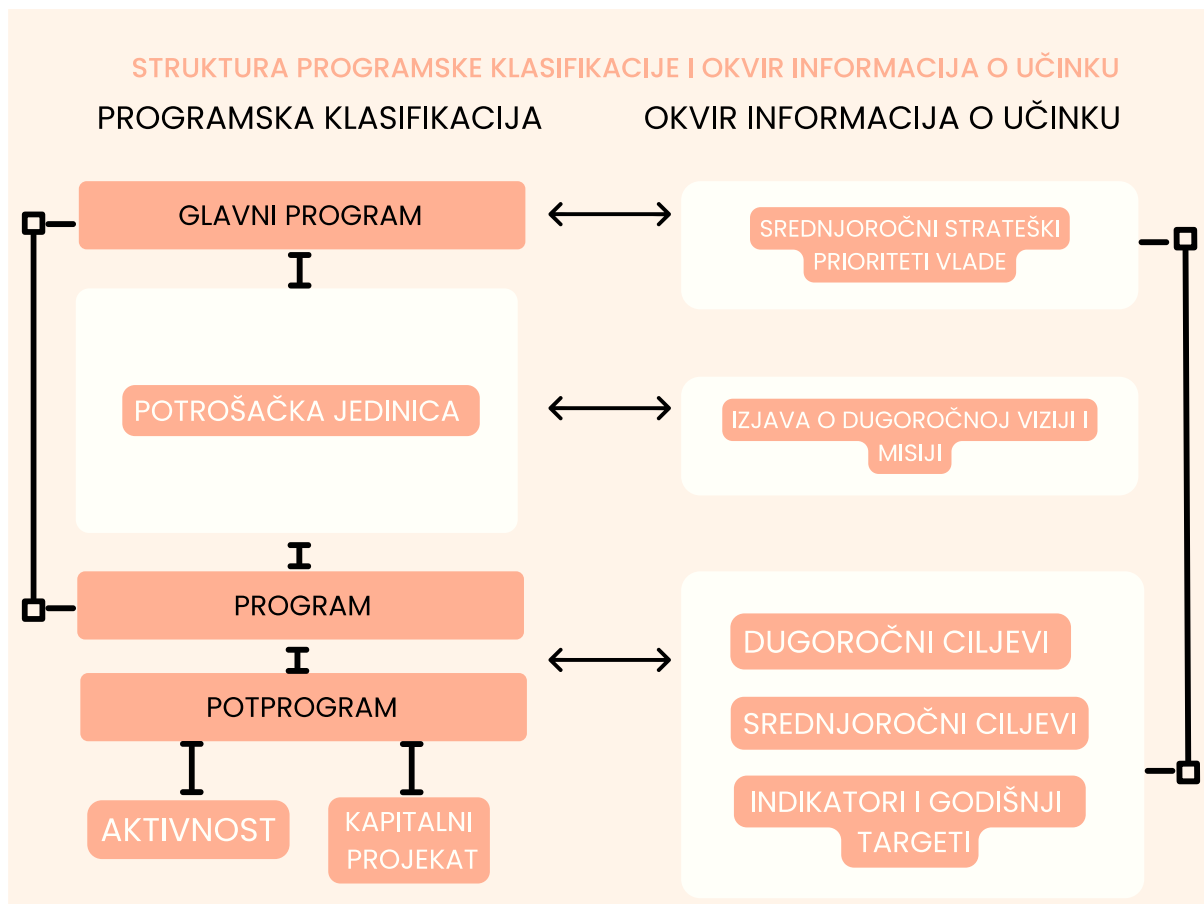 STRUKTURA PROGRAMSKE KLASIFIKACIJE I OKVIR INFORMACIJA O UČINKU
PROGRAMSKA KLASIFIKACIJA
OKVIR INFORMACIJA O UČINKU
GLAVNI PROGRAM
SREDNJOROČNI STRATEŠKI
PRIORITETI VLADE
POTROŠAČKA JEDINICA
IZJAVA O DUGOROČNOJ VIZIJI I
MISIJI
PROGRAM
POTPROGRAM
AKTIVNOST
KAPITALNI
PROJEKAT
DUGOROČNI CILJEVI
SREDNJOROČNI CILJEVI
INDIKATORI I GODIŠNJI
TARGETI